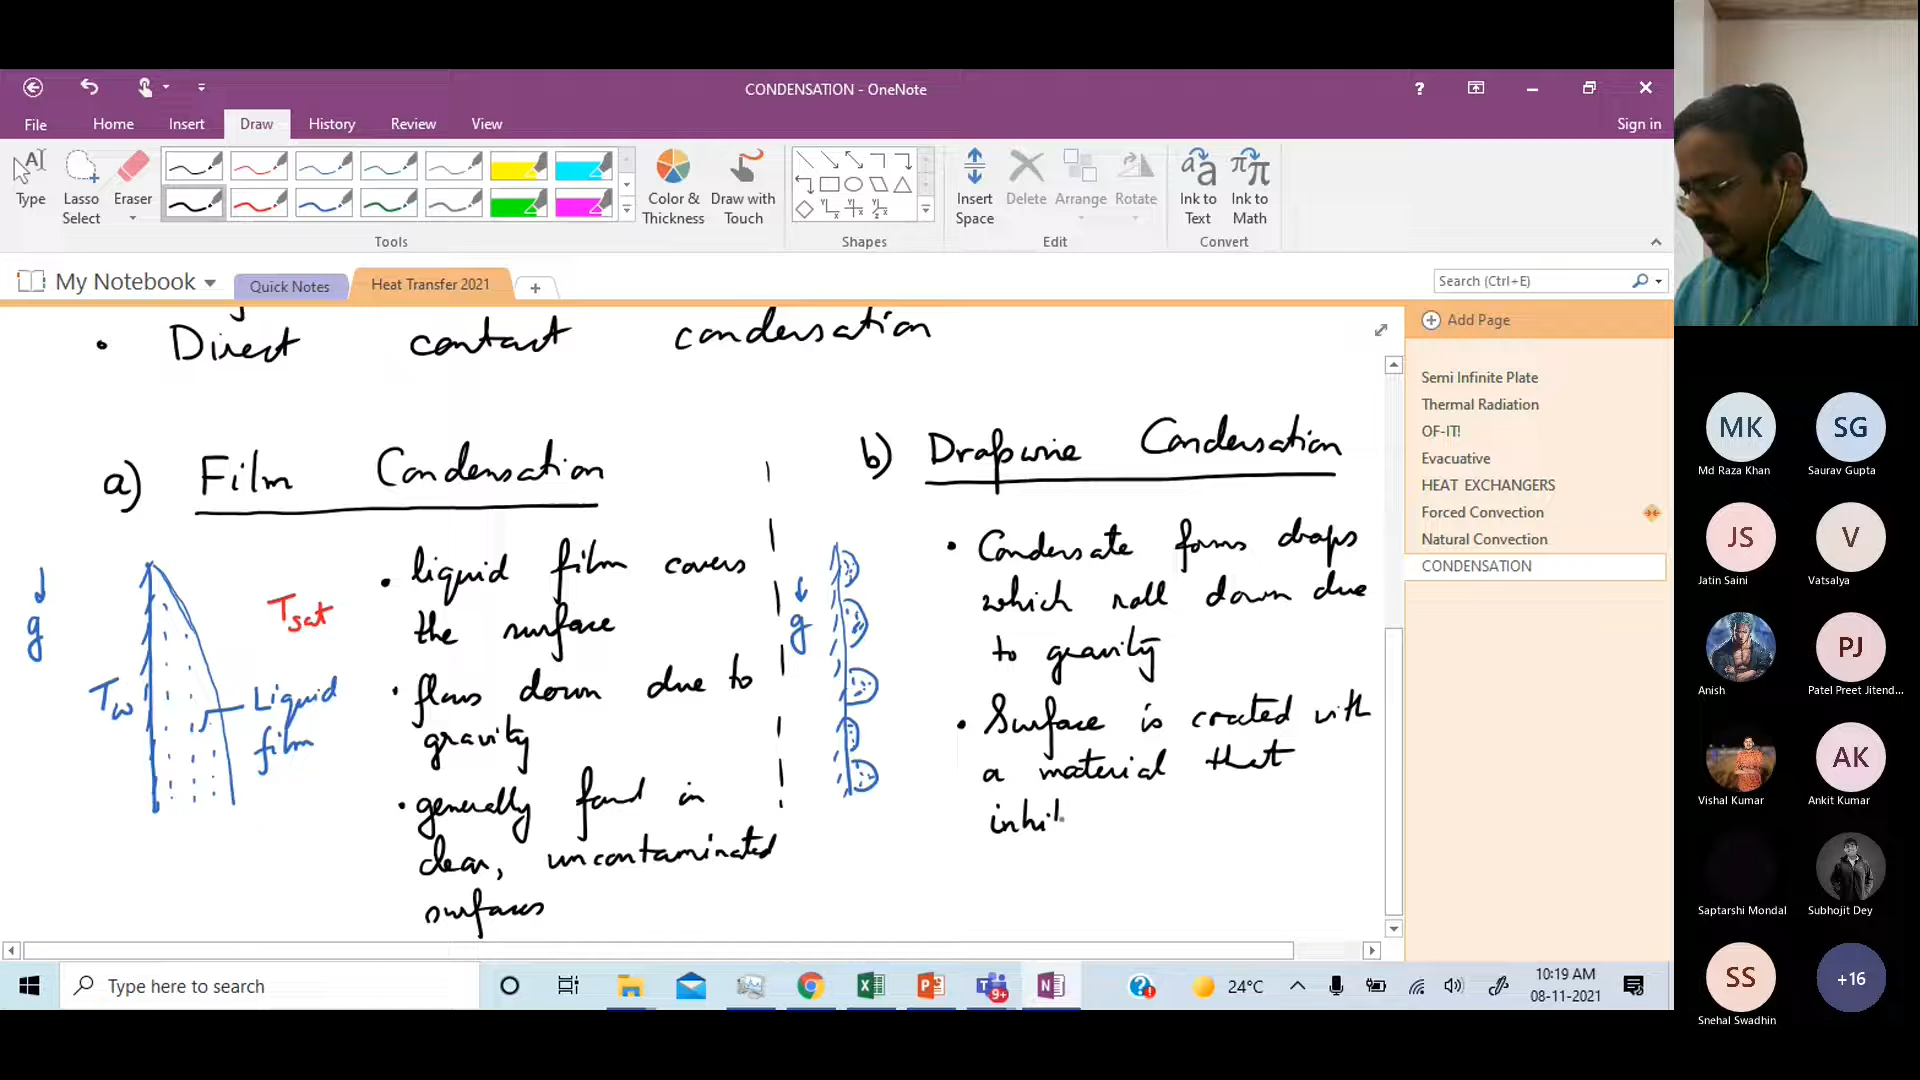 CONDENSATION - OneNote
File Home Insert Draw History Review View
Sign in
Type
Lasso Select
Eraser
Color & Thickness
Draw with Touch
Insert Space
Delete
Arrange
Rotate
Ink to Text
Ink to Math
Tools
Shapes
Edit
Convert
My Notebook
Quick Notes
Heat Transfer 2021
Search (Ctrl+E)
• Direct contact condensation
a) Film Condensation
g
Tsat
Tw
Liquid
film
• liquid film covers
the surface
• flows down due to
gravity
• generally found in
clean, uncontaminated
surfaces
b) Dropwise Condensation
g
• Condensate forms drops
which roll down due
to gravity
• Surface is coated with
a material that
inhib
Add Page
Semi Infinite Plate
Thermal Radiation
OF-IT!
Evacuative
HEAT EXCHANGERS
Forced Convection
Natural Convection
CONDENSATION
MK
Md Raza Khan
SG
Saurav Gupta
JS
Jatin Saini
V
Vatsalya
Anish
PJ
Patel Preet Jitend...
Vishal Kumar
AK
Ankit Kumar
Saptarshi Mondal
Subhojit Dey
SS
Snehal Swadhin
+16
Type here to search
9+
24°C
10:19 AM
08-11-2021